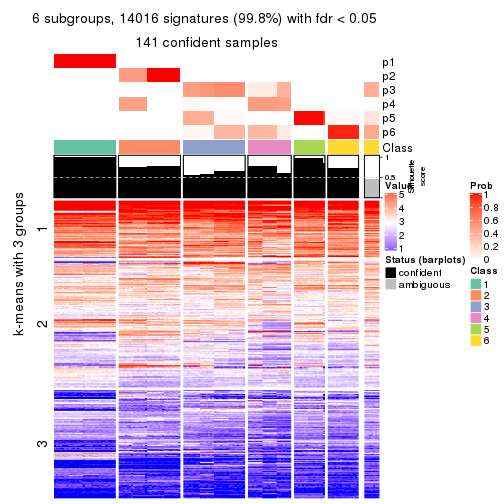 6 subgroups, 14016 signatures (99.8%) with fdr < 0.05
141 confident samples
p1
p2
p3
p4
p5
p6
Class
1
0.5
0
Silhouette
score
k-means with 3 groups
1
2
3
Value
5
4
3
2
1
Status (barplots)
confident
ambiguous
Prob
1
0.8
0.6
0.4
0.2
0
Class
1
2
3
4
5
6